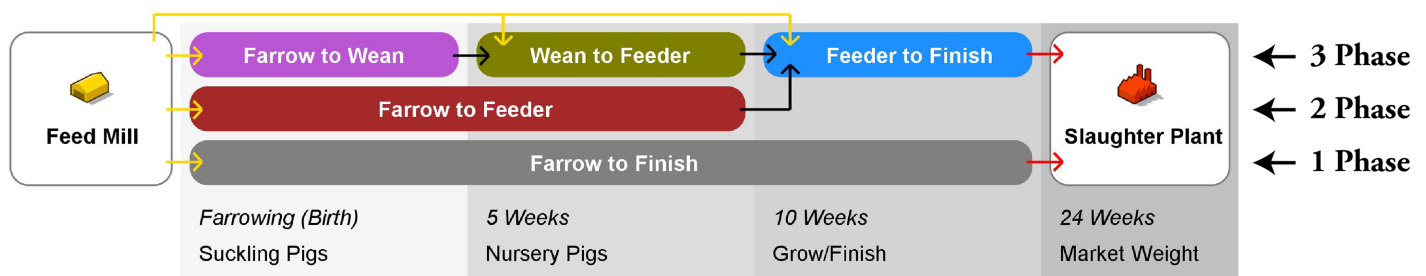 Farrow to Wean
Wean to Feeder
Feeder to Finish
3 Phase
Farrow to Feeder
2 Phase
Feed Mill
Slaughter Plant
Farrow to Finish
1 Phase
Farrowing (Birth)
5 Weeks
10 Weeks
24 Weeks
Suckling Pigs
Nursery Pigs
Grow/Finish
Market Weight